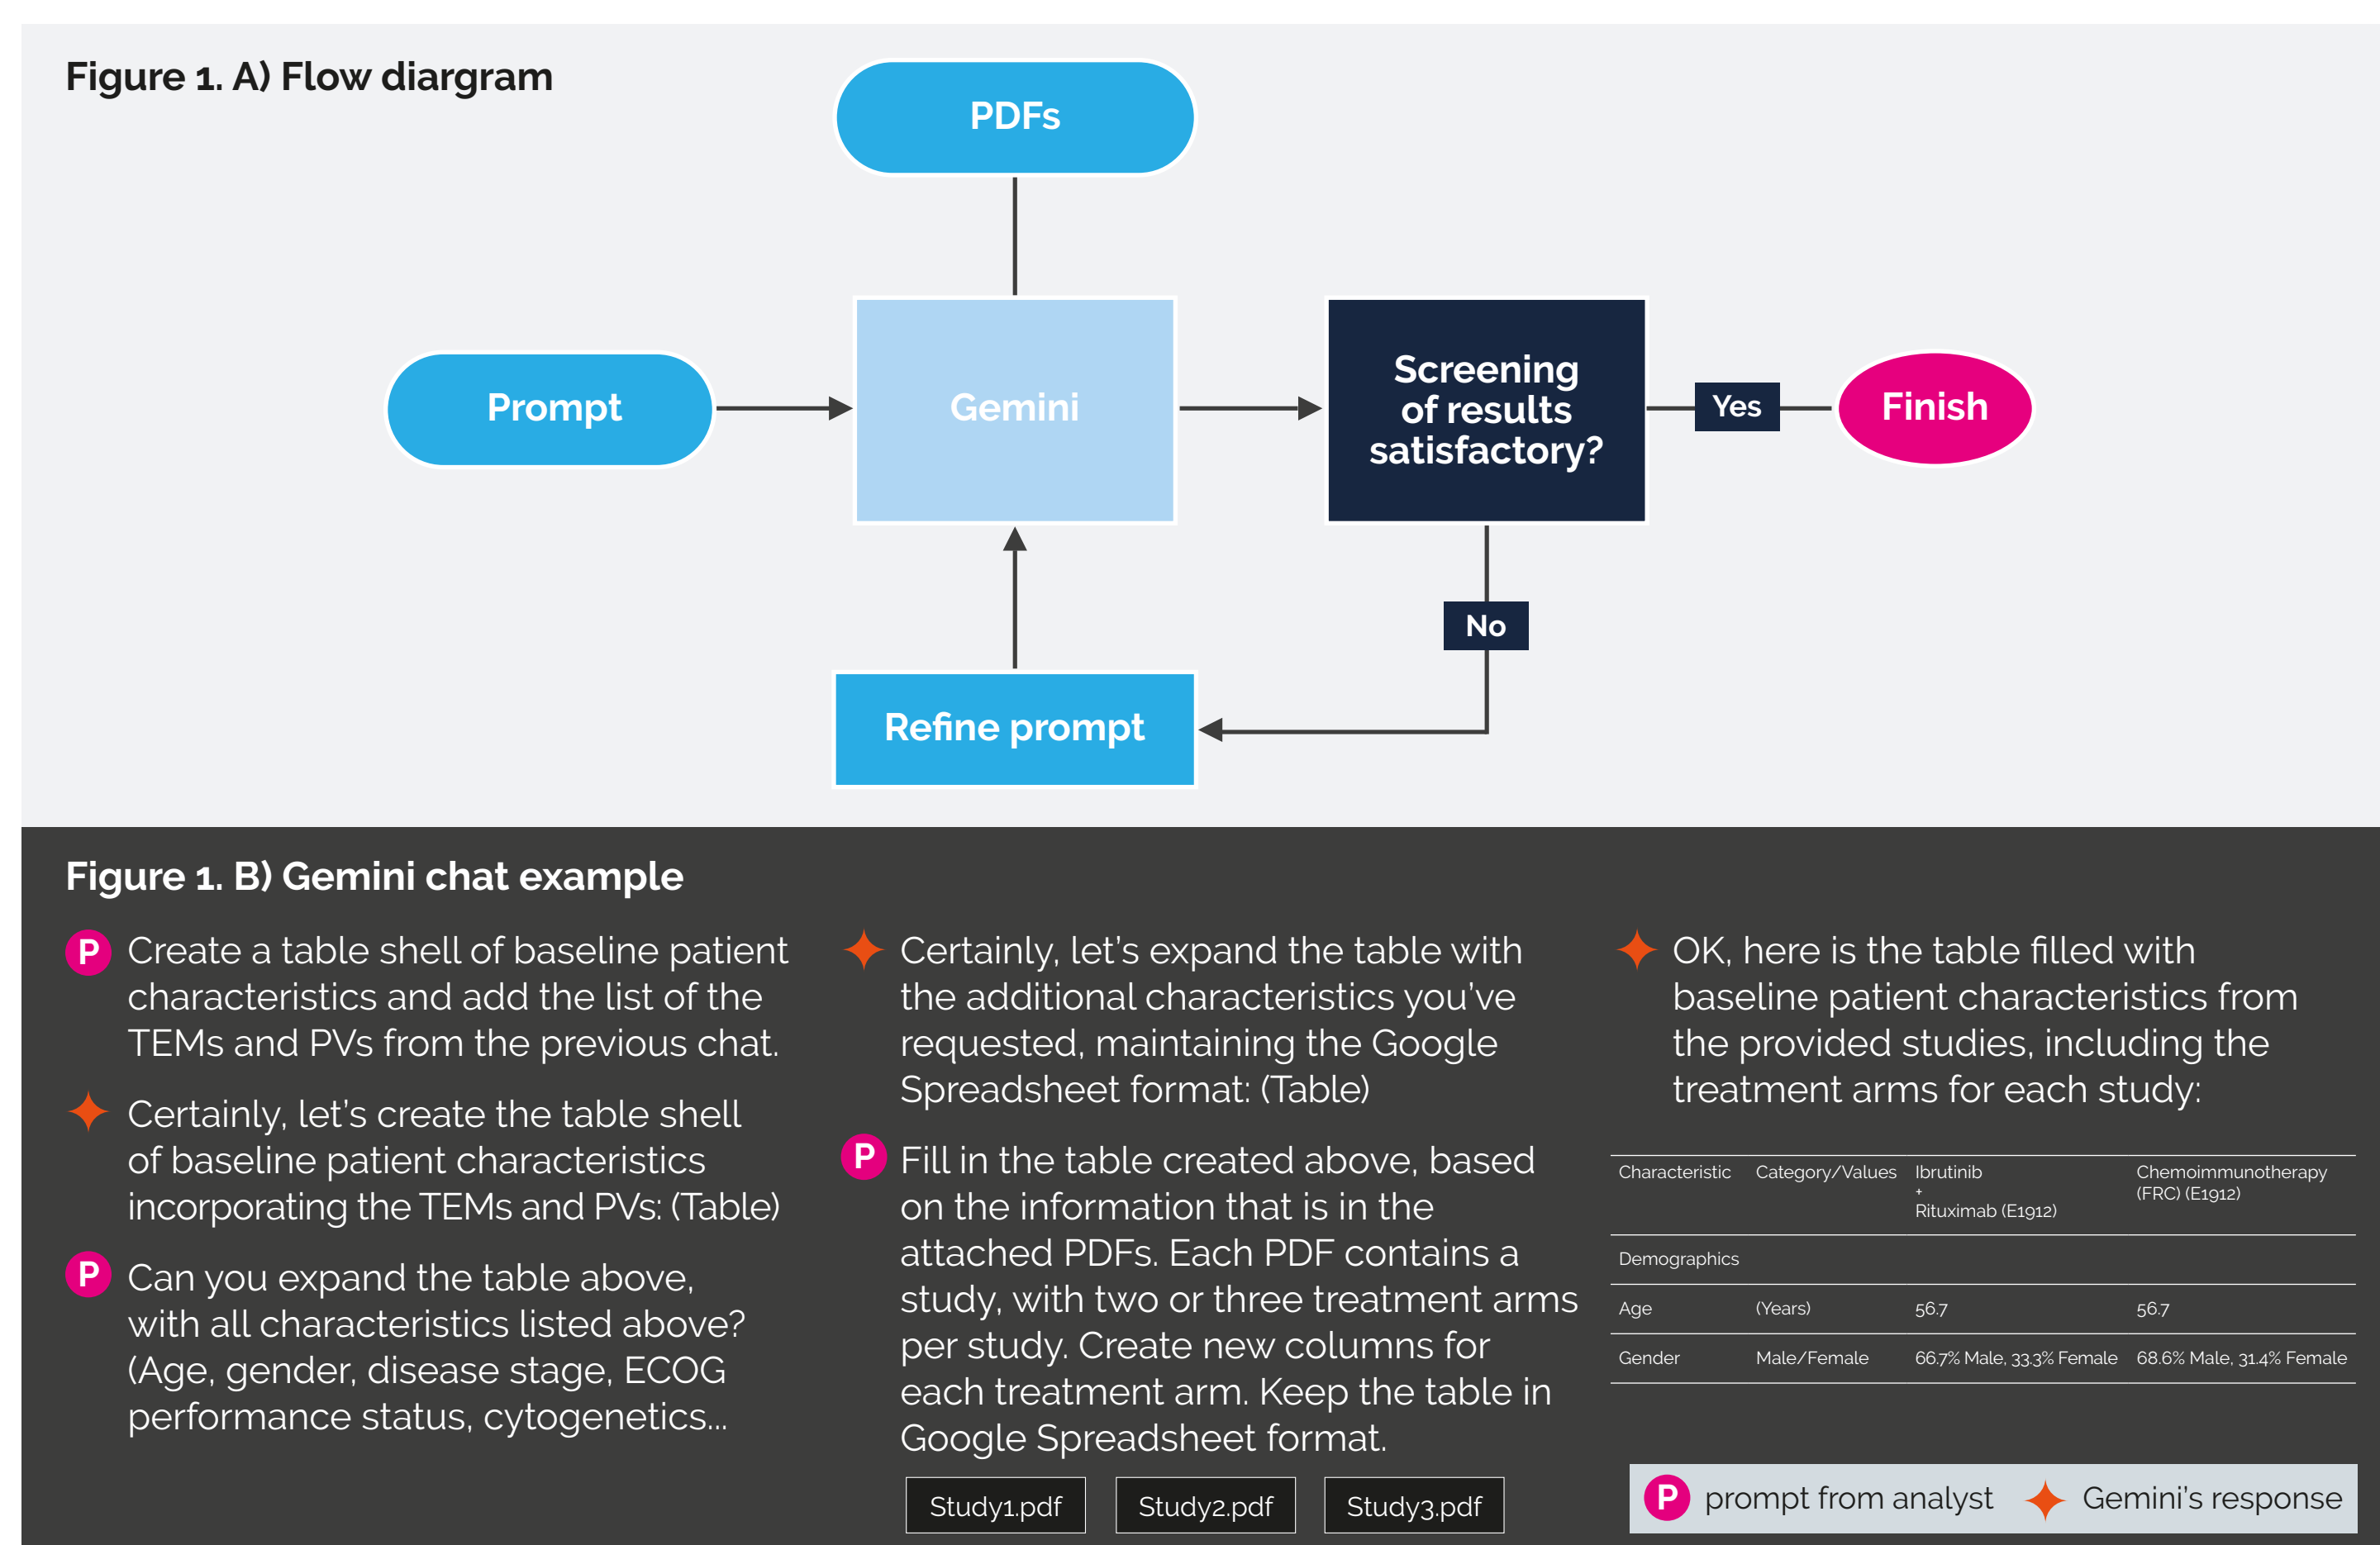 Figure 1. A) Flow diargram
PDFs
Prompt
Gemini
Screening
of results
satisfactory?
Yes
Finish
No
Refine prompt
Figure 1. B) Gemini chat example
P
Create a table shell of baseline patient
characteristics and add the list of the
TEMs and PVs from the previous chat.
Certainly, let's create the table shell
of baseline patient characteristics
incorporating the TEMs and PVs: (Table)
P
Can you expand the table above,
with all characteristics listed above?
(Age, gender, disease stage, ECOG
performance status, cytogenetics...
Certainly, let's expand the table with
the additional characteristics you've
requested, maintaining the Google
Spreadsheet format: (Table)
P
Fill in the table created above, based
on the information that is in the
attached PDFs. Each PDF contains a
study, with two or three treatment arms
per study. Create new columns for
each treatment arm. Keep the table in
Google Spreadsheet format.
Study1.pdf
Study2.pdf
Study3.pdf
OK, here is the table filled with
baseline patient characteristics from
the provided studies, including the
treatment arms for each study:
Characteristic
Category/Values
Ibrutinib
+
Rituximab (E1912)
Chemoimmunotherapy
(FRC) (E1912)
Demographics
Age
(Years)
56.7
56.7
Gender
Male/Female
66.7% Male, 33.3% Female
68.6% Male, 31.4% Female
P
prompt from analyst
Gemini's response